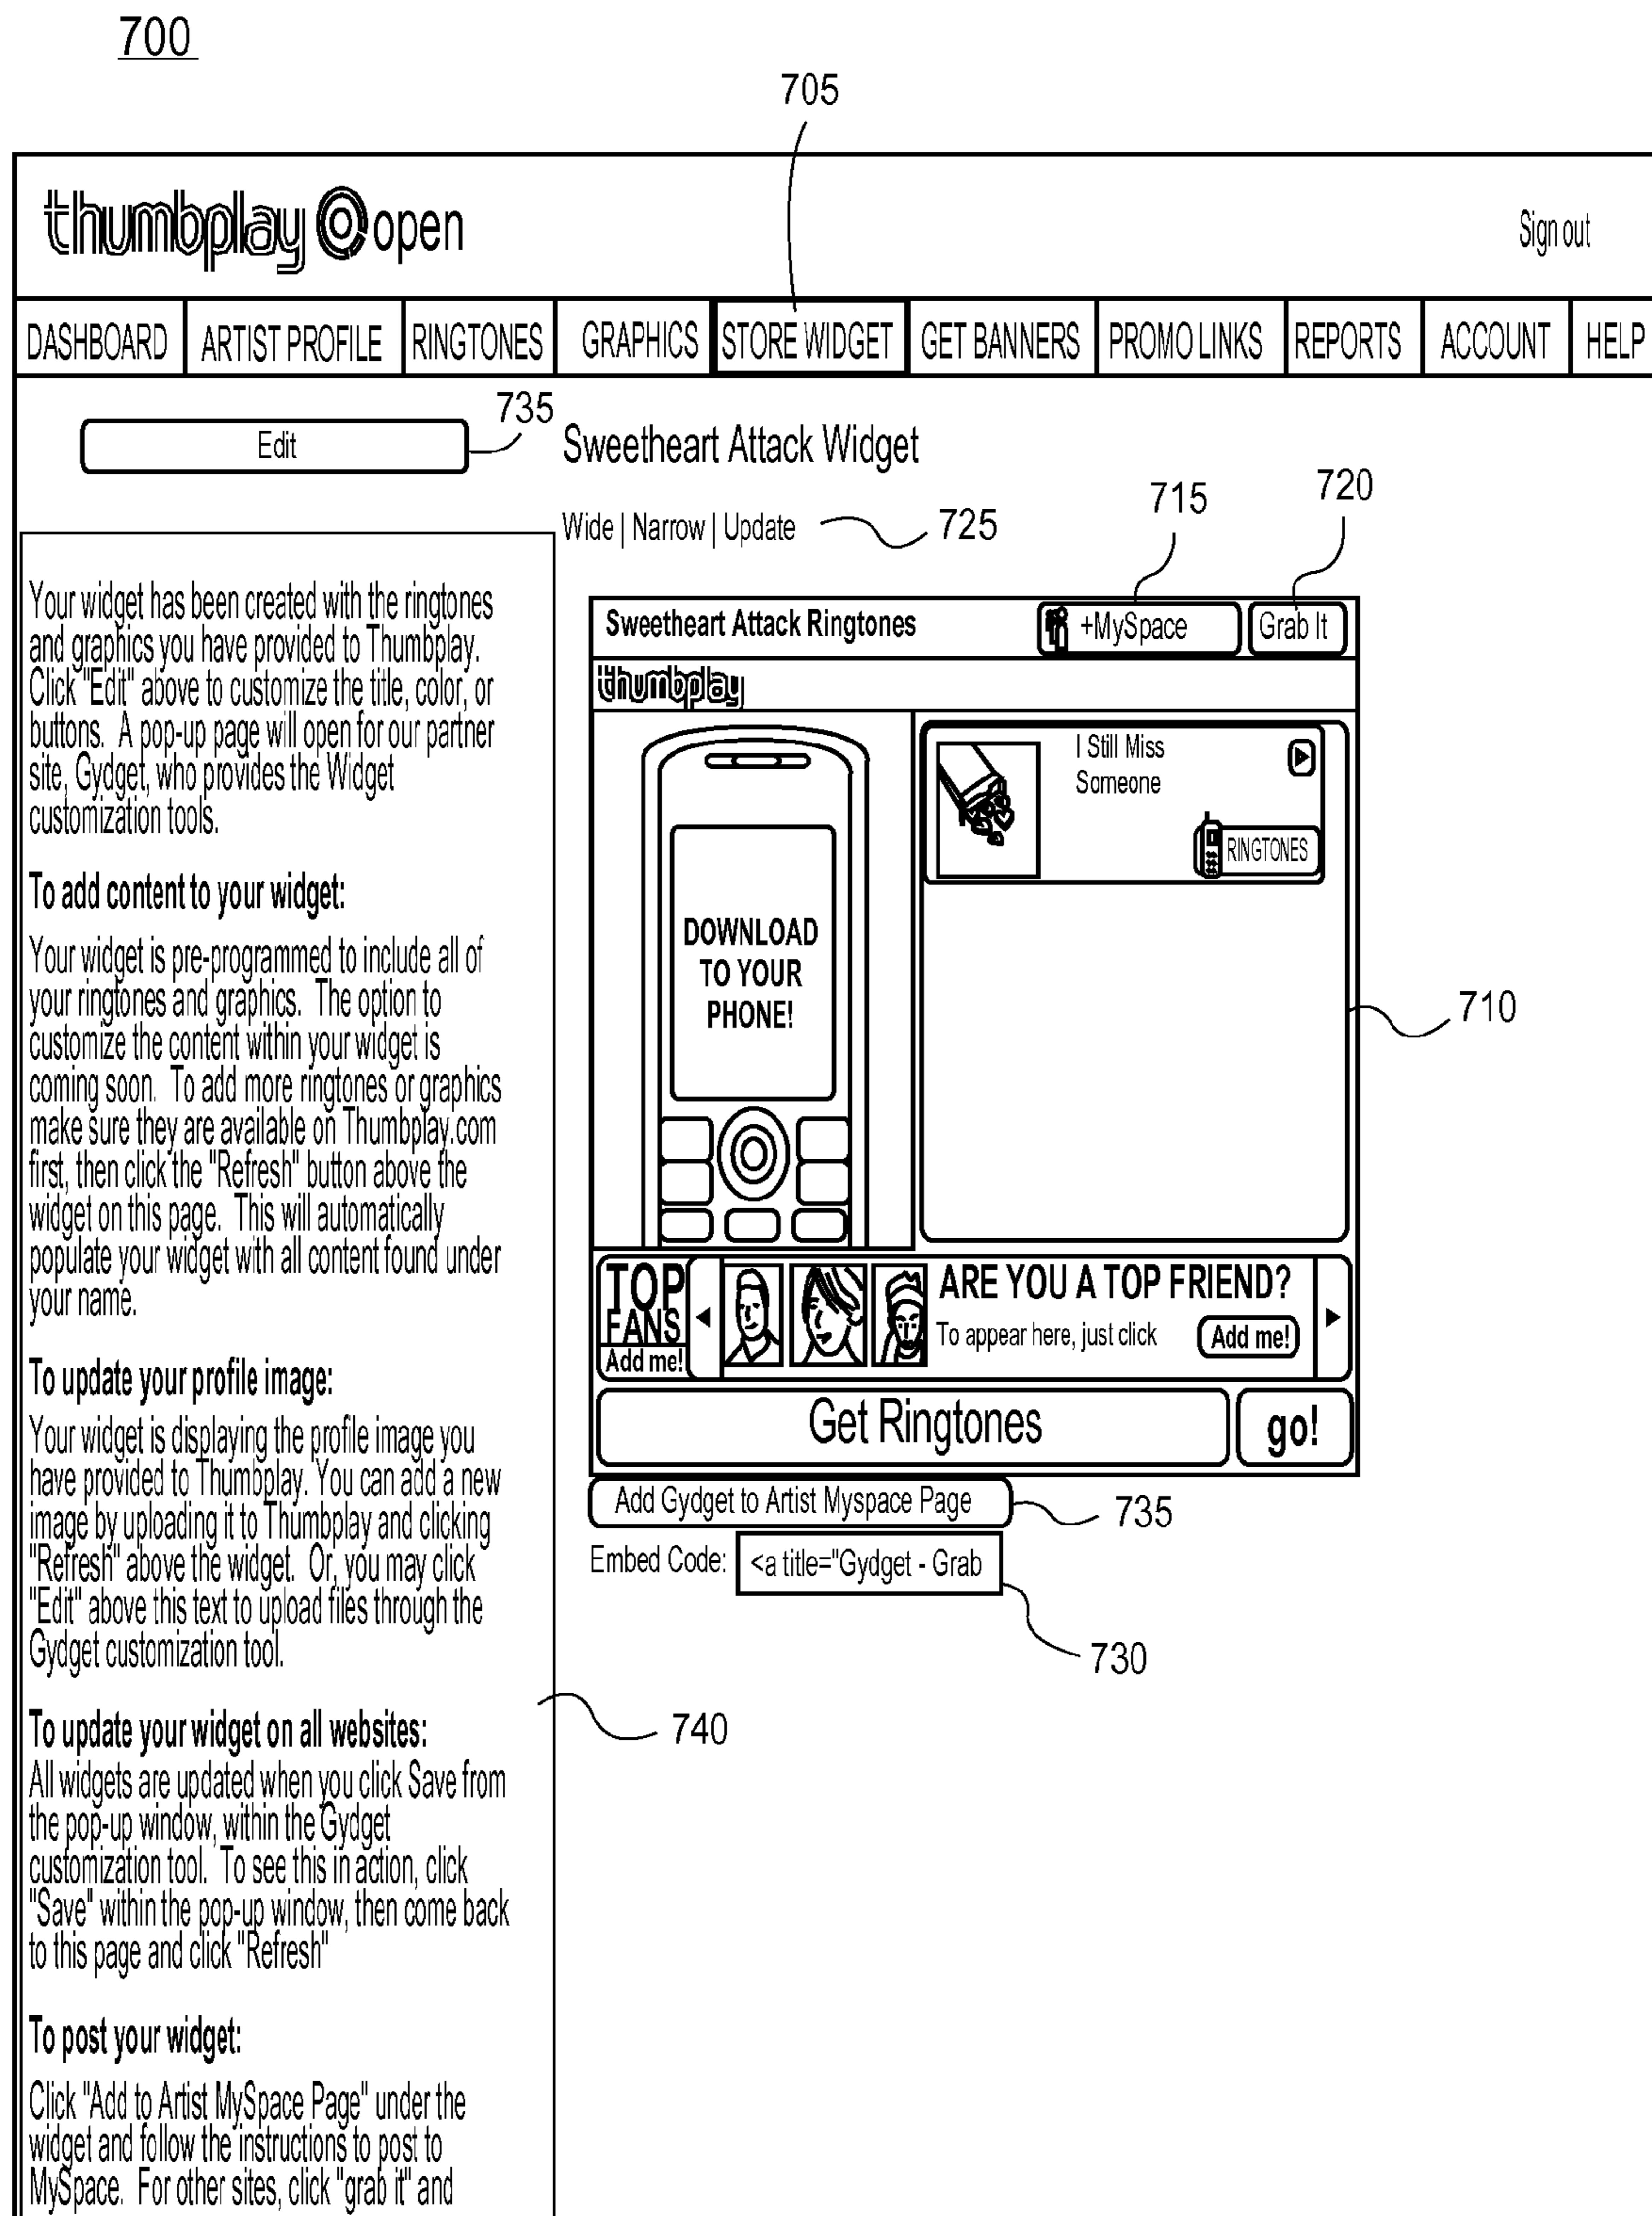 700
705
thumbplay open
Sign out
DASHBOARD ARTIST PROFILE RINGTONES GRAPHICS STORE WIDGET GET BANNERS PROMO LINKS REPORTS ACCOUNT HELP
Edit
735
Your widget has been created with the ringtones
and graphics you have provided to Thumbplay.
Click "Edit" above to customize the title, color, or
buttons. A pop-up page will open for our partner
site, Gydget, who provides the Widget
customization tools.
To add content to your widget:
Your widget is pre-programmed to include all of
your ringtones and graphics. The option to
customize the content within your widget is
coming soon. To add more ringtones or graphics
make sure they are available on Thumbplay.com
first, then click the "Refresh" button above the
widget on this page. This will automatically
populate your widget with all content found under
your name.
To update your profile image:
Your widget is displaying the profile image you
have provided to Thumbplay. You can add a new
image by uploading it to Thumbplay and clicking
"Refresh" above the widget. Or, you may click
"Edit" above this text to upload files through the
Gydget customization tool.
To update your widget on all websites:
All widgets are updated when you click Save from
the pop-up window, within the Gydget
customization tool. To see this in action, click
"Save" within the pop-up window, then come back
to this page and click "Refresh"
To post your widget:
Click "Add to Artist MySpace Page" under the
widget and follow the instructions to post to
MySpace. For other sites, click "grab it" and
740
Sweetheart Attack Widget
Wide | Narrow | Update
725
715
720
Sweetheart Attack Ringtones
+MySpace
Grab It
thumbplay
DOWNLOAD
TO YOUR
PHONE!
I Still Miss
Someone
RINGTONES
710
TOP
FANS
Add me!
ARE YOU A TOP FRIEND?
To appear here, just click
Add me!
Get Ringtones
go!
Add Gydget to Artist Myspace Page
735
Embed Code: <a title="Gydget - Grab
730